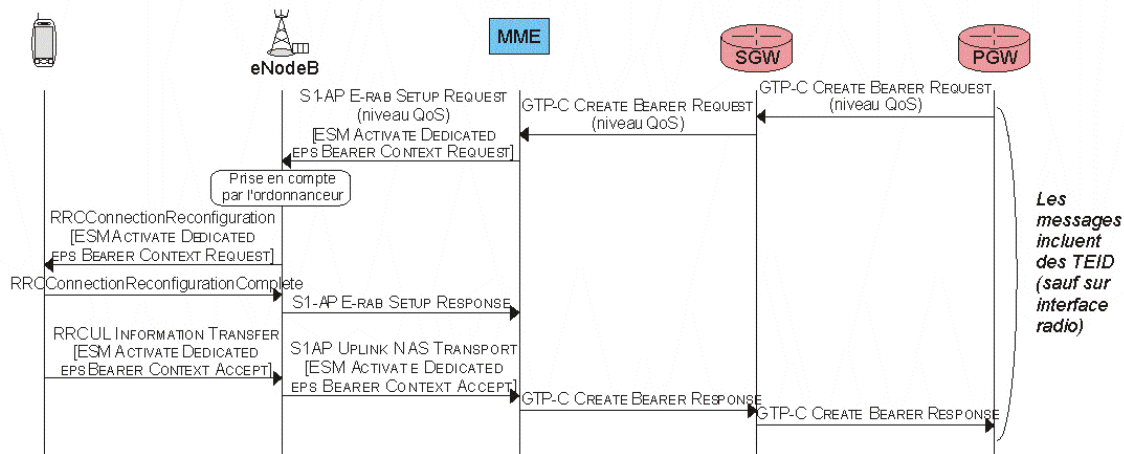 MME
SGW
PGW
eNodeB
GTP-C CREATE BEARER REQUEST
(niveau QoS)
GTP-C CREATE BEARER REQUEST
(niveau QoS)
S1-AP E-RAB SETUP REQUEST
(niveau QoS)
[ESM ACTIVATE DEDICATED
EPS BEARER CONTEXT REQUEST]
Prise en compte
par l'ordonnanceur
RRCConnectionReconfiguration
[ESM ACTIVATE DEDICATED
EPS BEARER CONTEXT REQUEST]
RRCConnectionReconfigurationComplete
S1-AP E-RAB SETUP RESPONSE
RRCUL INFORMATION TRANSFER
[ESM ACTIVATE DEDICATED
EPS BEARER CONTEXT ACCEPT]
S1AP UPLINK NAS TRANSPORT
[ESM ACTIVATE DEDICATED
EPS BEARER CONTEXT ACCEPT]
GTP-C CREATE BEARER RESPONSE
GTP-C CREATE BEARER RESPONSE
Les
messages
incluent
des TEID
(sauf sur
interface
radio)